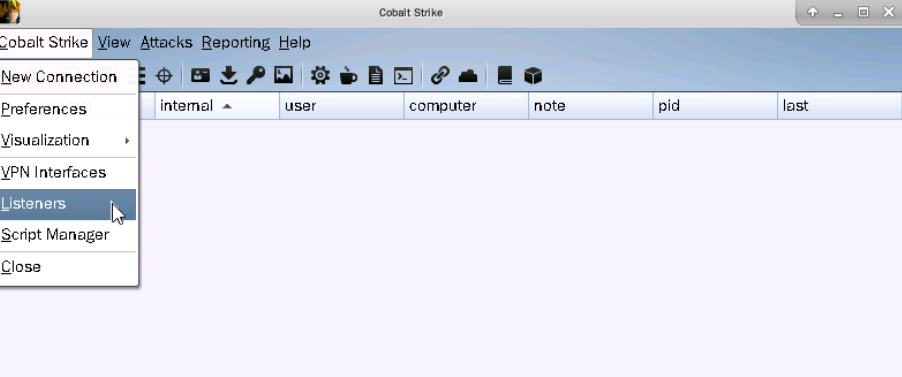 Cobalt Strike
Cobalt Strike View Attacks Reporting Help
New Connection
internal user computer note pid last
Preferences
Visualization
VPN Interfaces
Listeners
Script Manager
Close